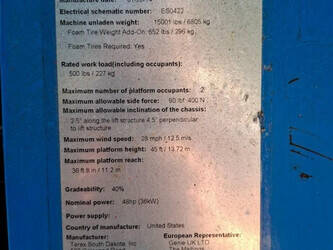 Manufacture date:
Electrical schematic number: ES0422
Machine unladen weight: 15001 lbs / 6805 kg
Foam Tire Weight Add-On: 652 lbs / 296 kg
Foam Tires Required: Yes
Rated work load(including occupants):
500 lbs / 227 kg
Maximum number of platform occupants: 2
Maximum allowable side force: 90 lbf 400 N
Maximum allowable inclination of the chassis:
2.5° along the lift structure 4.5° perpendicular
to lift structure
Maximum wind speed: 28 mph / 12.5 m/s
Maximum platform height: 45 ft / 13.72 m
Maximum platform reach:
36 ft 8 in / 11.2 m
Gradeability: 40%
Nominal power: 48hp (36kW)
Power supply:
Country of manufacture: United States
Manufacturer: European Representative:
Terex South Dakota, Inc Genie UK LTD
The Maltings